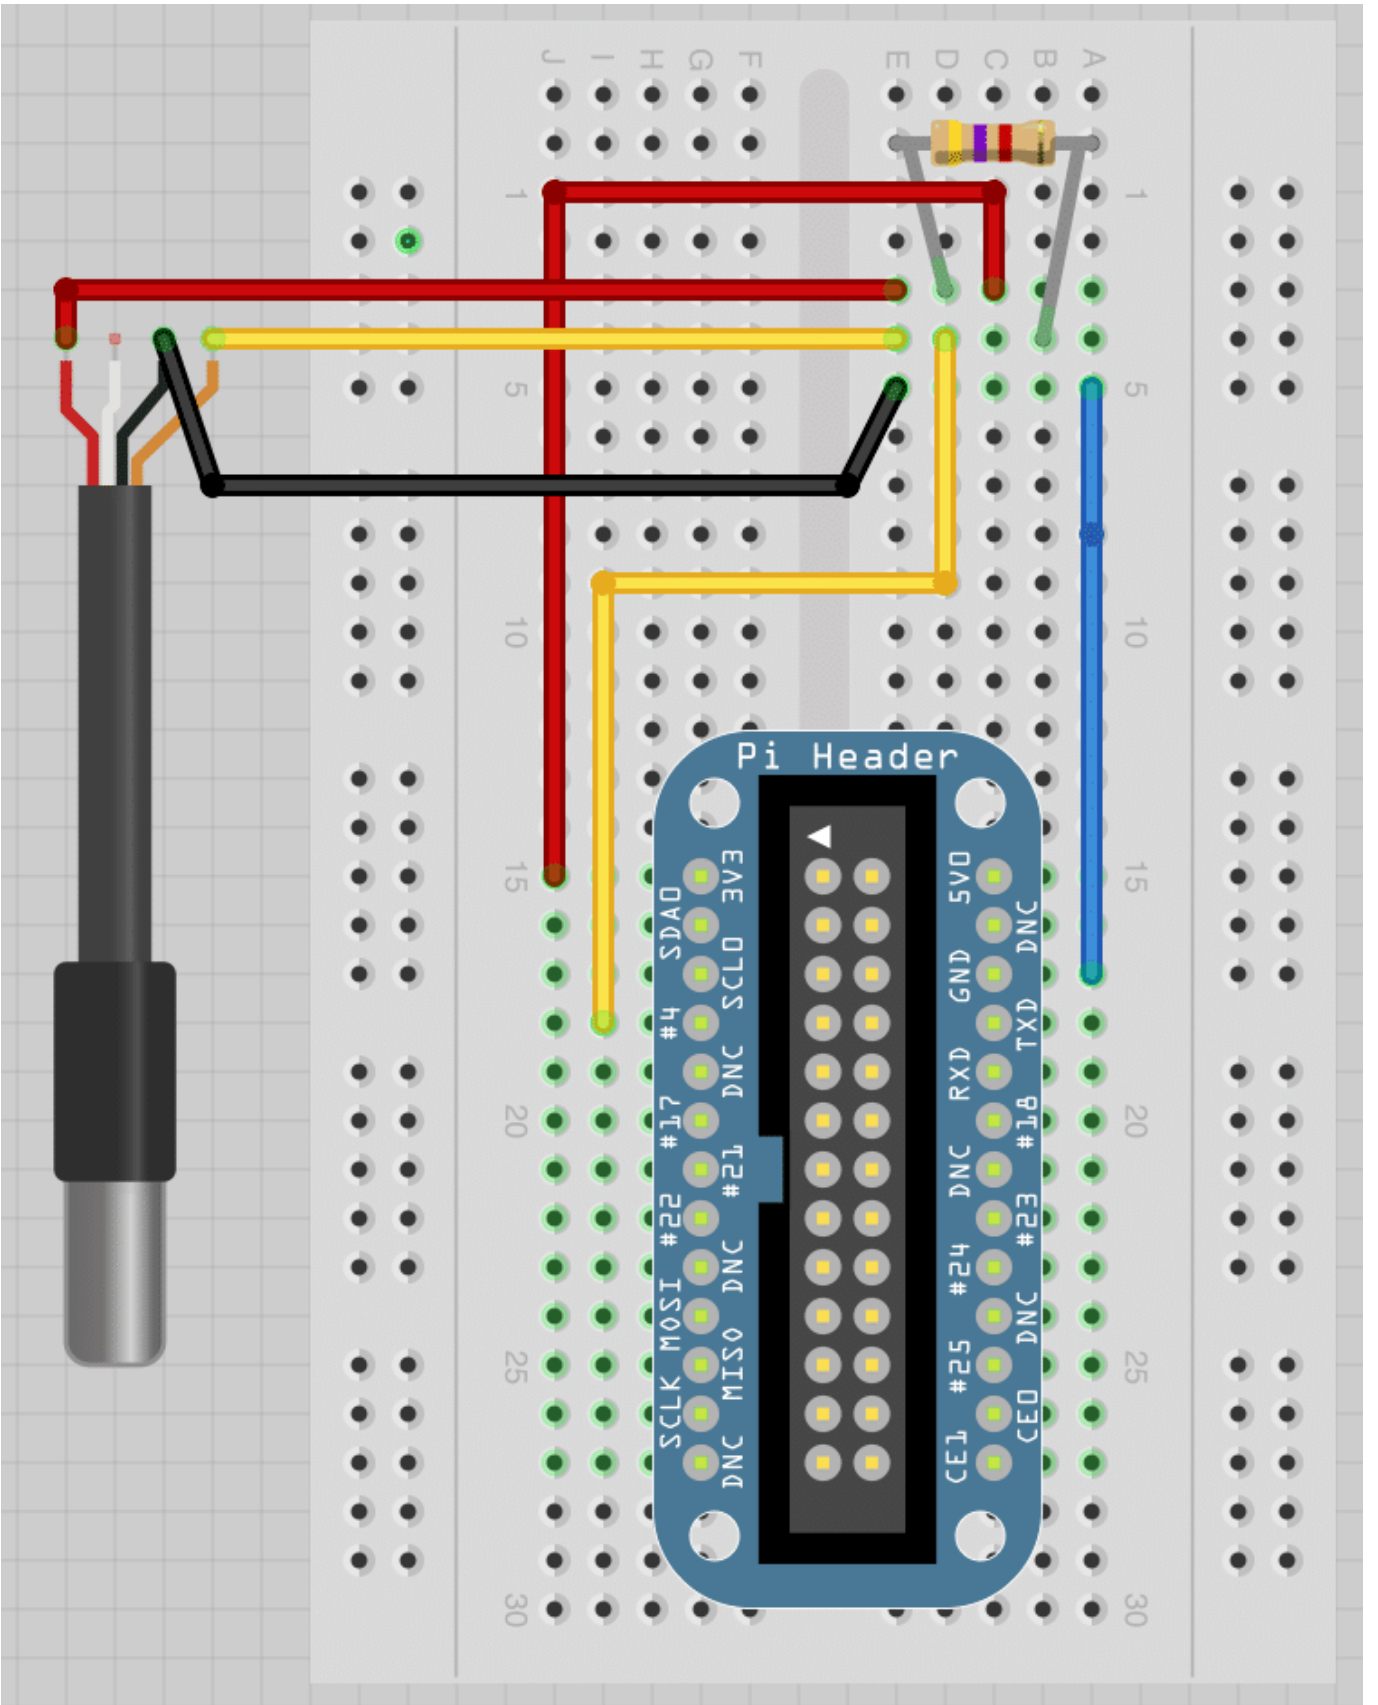 J I H G F E D C B A
1 1
5 5
10 10
Pi Header
15 3V3 5V0 15
SDA0 DNC
SCL0 GND
#4 TXD
DNC RXD
20 #17 #18 20
#21 DNC
#22 #23
DNC #24
MOSI DNC
25 MISO #25 25
SCLK CE0
DNC CE1
30 30